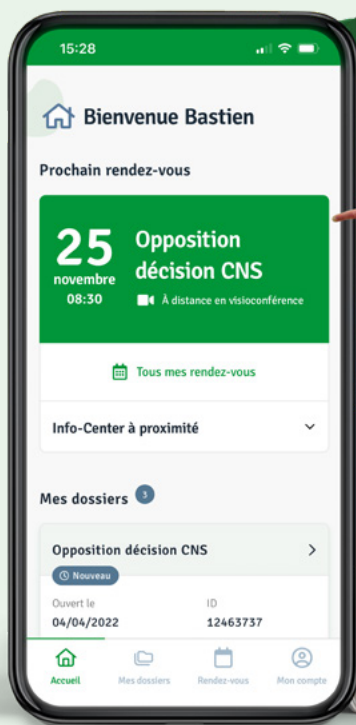 15:28
Bienvenue Bastien
Prochain rendez-vous
25
novembre
08:30
Opposition
décision CNS
À distance en visioconférence
Tous mes rendez-vous
Info-Center à proximité
Mes dossiers 3
Opposition décision CNS
Nouveau
Ouvert le
ID
04/04/2022
12463737
Accueil
Mes dossiers
Rendez-vous
Mon compte